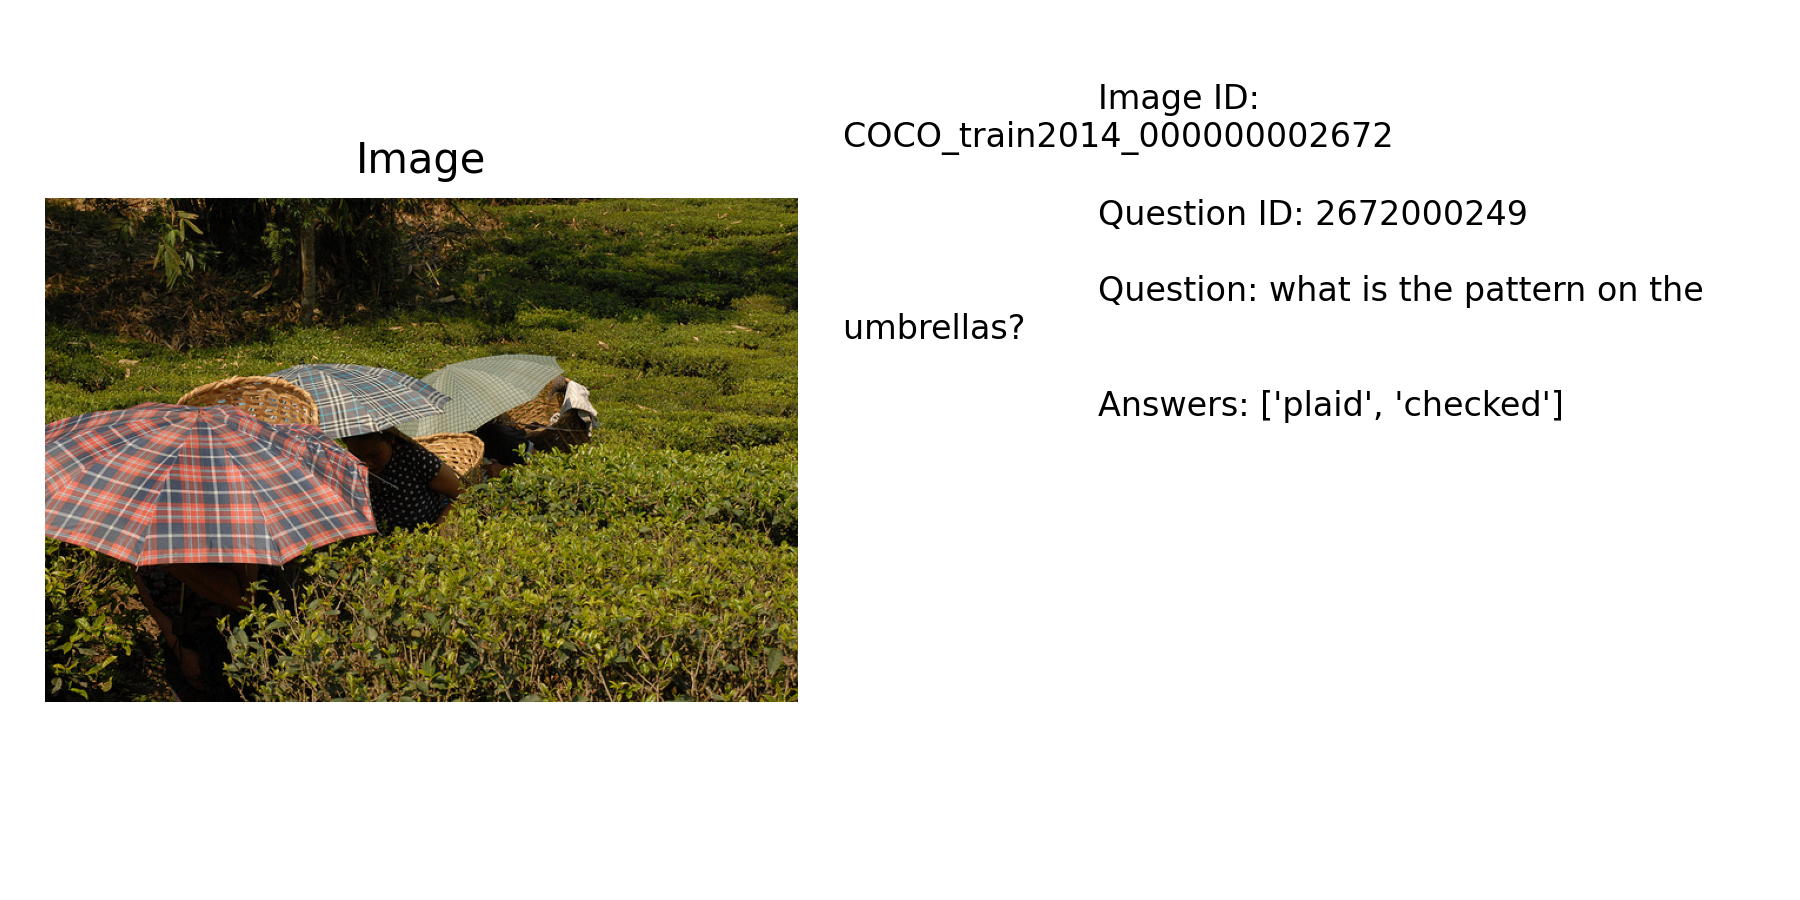 Image
Image ID:
COCO_train2014_000000002672
Question ID: 2672000249
Question: what is the pattern on the
umbrellas?
Answers: ['plaid', 'checked']